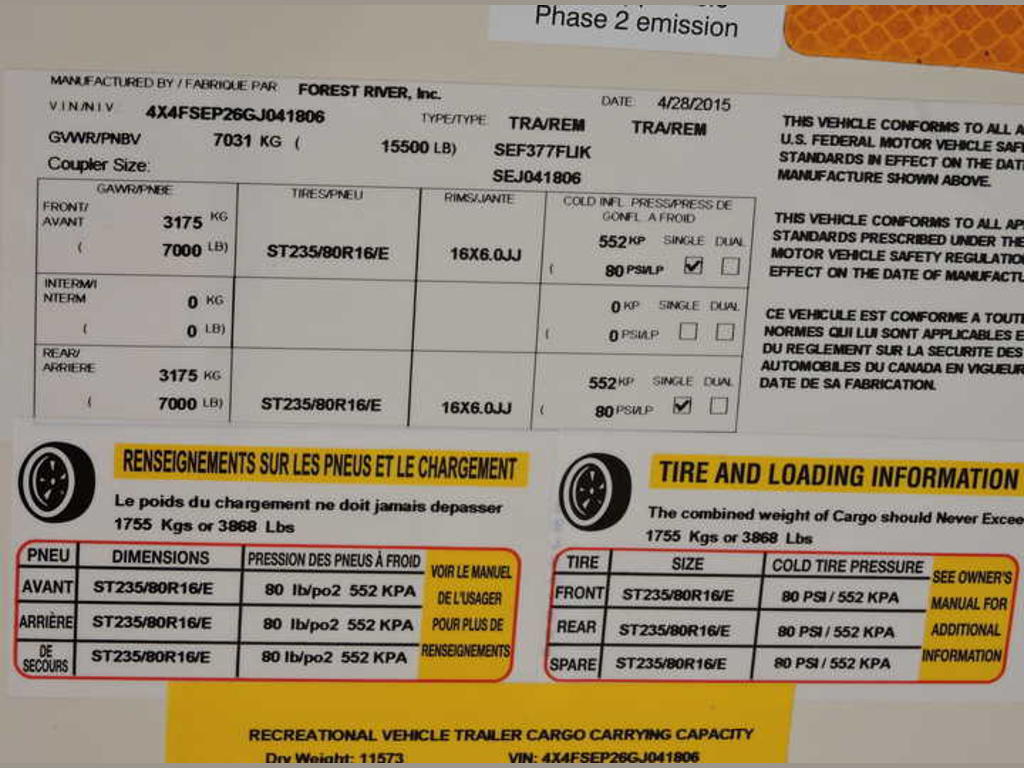 Phase 2 emission
MANUFACTURED BY / FABRIQUE PAR FOREST RIVER, Inc. DATE: 4/28/2015
V I N / N I V 4X4FSEP26GJ041806 TYPE/TYPE TRA/REM TRA/REM
GVWR/PNBV 7031 KG ( 15500 LB) SEF377FLIK
Coupler Size: SEJ041806
GAWR/PNBE TIRES/PNEU RIMS/JANTE COLD INFL. PRESS/PRESS DE
GONFL. A FROID
FRONT/
AVANT 3175 KG 552 KP SINGLE DUAL
( 7000 LB) ST235/80R16/E 16X6.0JJ ( 80 PSI/LP
INTERM/I
NTERM 0 KG 0 KP SINGLE DUAL
( 0 LB) ( 0 PSI/LP
REAR/
ARRIERE 3175 KG 552 KP SINGLE DUAL
( 7000 LB) ST235/80R16/E 16X6.0JJ ( 80 PSI/LP
THIS VEHICLE CONFORMS TO ALL
U.S. FEDERAL MOTOR VEHICLE
STANDARDS IN EFFECT ON THE
MANUFACTURE SHOWN ABOVE.
THIS VEHICLE CONFORMS TO ALL
STANDARDS PRESCRIBED UNDER THE
MOTOR VEHICLE SAFETY
EFFECT ON THE DATE OF
CE VEHICULE EST CONFORME A
NORMES QUI LUI SONT APPLICABLES
DU REGLEMENT SUR LA SECURITE DES
AUTOMOBILES DU CANADA EN VIGUEUR
DATE DE SA FABRICATION.
RENSEIGNEMENTS SUR LES PNEUS ET LE CHARGEMENT
Le poids du chargement ne doit jamais depasser
1755 Kgs or 3868 Lbs
PNEU DIMENSIONS PRESSION DES PNEUS À FROID
AVANT ST235/80R16/E 80 lb/po2 552 KPA
ARRIÈRE ST235/80R16/E 80 lb/po2 552 KPA
DE
SECOURS ST235/80R16/E 80 lb/po2 552 KPA
VOIR LE MANUEL
DE L'USAGER
POUR PLUS DE
RENSEIGNEMENTS
TIRE AND LOADING INFORMATION
The combined weight of Cargo should Never
1755 Kgs or 3868 Lbs
TIRE SIZE COLD TIRE PRESSURE
FRONT ST235/80R16/E 80 PSI / 552 KPA
REAR ST235/80R16/E 80 PSI / 552 KPA
SPARE ST235/80R16/E 80 PSI / 552 KPA
SEE OWNER'S
MANUAL FOR
ADDITIONAL
INFORMATION
RECREATIONAL VEHICLE TRAILER CARGO CARRYING CAPACITY
Dry Weight: 11573 VIN: 4X4FSEP26GJ041806